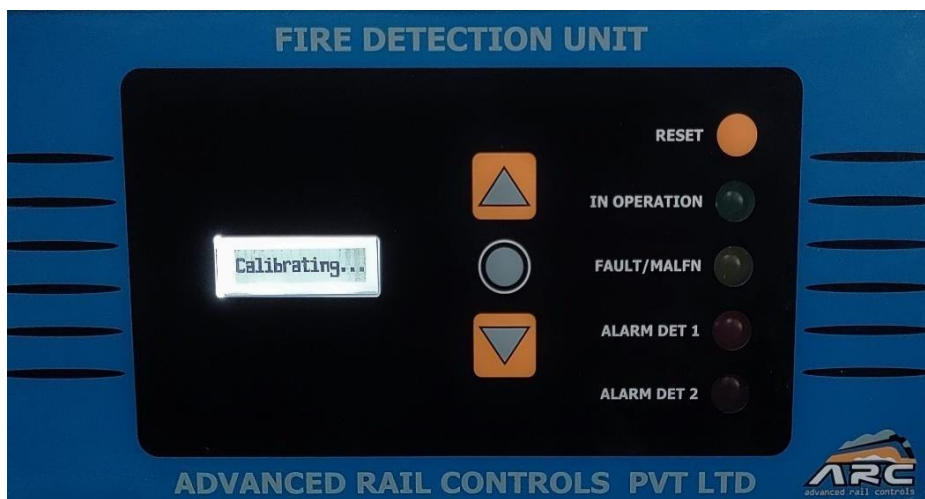 FIRE DETECTION UNIT
RESET
IN OPERATION
Calibrating...
FAULT/MALFN
ALARM DET 1
ALARM DET 2
ADVANCED RAIL CONTROLS PVT LTD
ARC
advanced rail controls